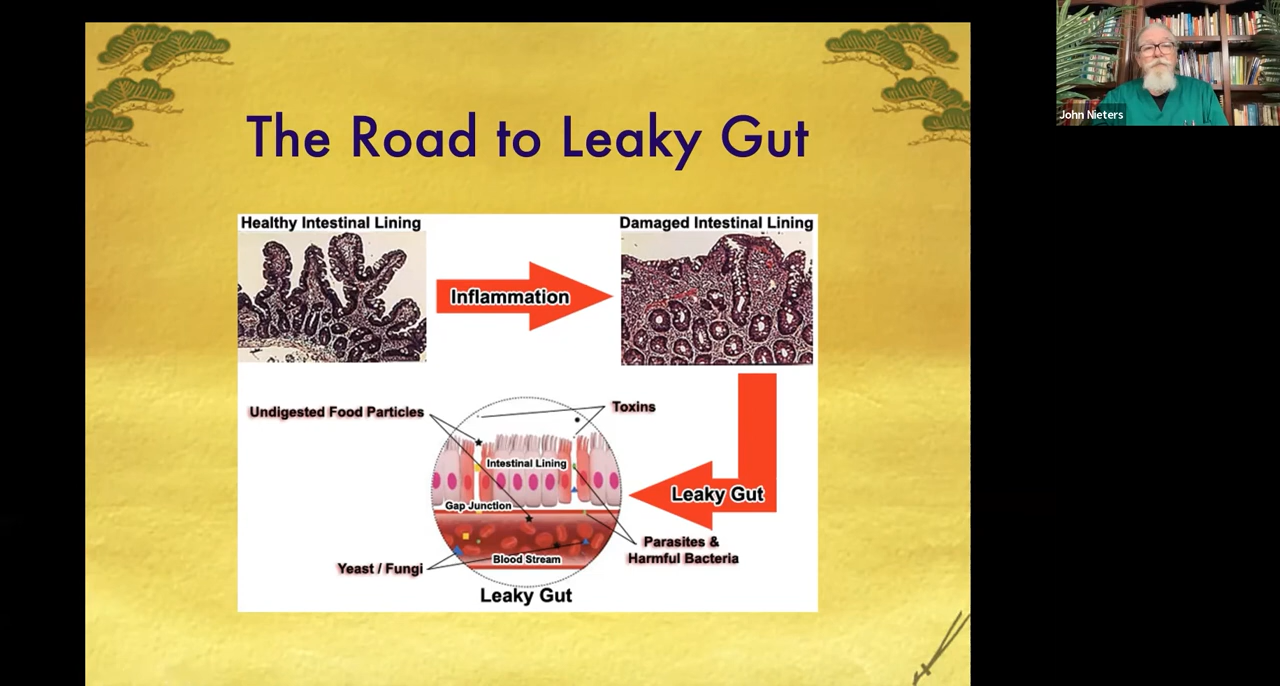 The Road to Leaky Gut
John Nieters
Healthy Intestinal Lining
Damaged Intestinal Lining
Inflammation
Undigested Food Particles
Toxins
Intestinal Lining
Leaky Gut
Gap Junction
Parasites &
Harmful Bacteria
Blood Stream
Yeast / Fungi
Leaky Gut